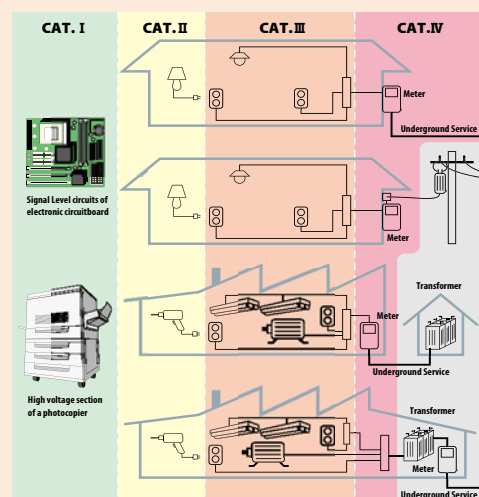 CAT. I
CAT. II
CAT. III
CAT. IV
Meter
Underground Service
Signal Level circuits of
electronic circuitboard
Meter
Transformer
Meter
Underground Service
High voltage section
of a photocopier
Transformer
Meter
Underground Service